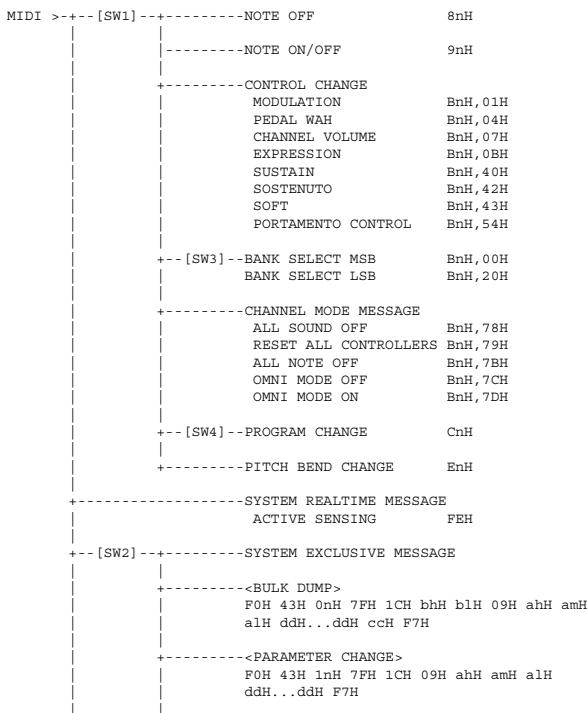 MIDI >-+--[SW1]--+---------NOTE OFF 8nH
|---------NOTE ON/OFF 9nH
+---------CONTROL CHANGE
MODULATION BnH,01H
PEDAL WAH BnH,04H
CHANNEL VOLUME BnH,07H
EXPRESSION BnH,0BH
SUSTAIN BnH,40H
SOSTENUTO BnH,42H
SOFT BnH,43H
PORTAMENTO CONTROL BnH,54H
+--[SW3]--BANK SELECT MSB BnH,00H
BANK SELECT LSB BnH,20H
+---------CHANNEL MODE MESSAGE
ALL SOUND OFF BnH,78H
RESET ALL CONTROLLERS BnH,79H
ALL NOTE OFF BnH,7BH
OMNI MODE OFF BnH,7CH
OMNI MODE ON BnH,7DH
+--[SW4]--PROGRAM CHANGE CnH
+---------PITCH BEND CHANGE EnH
+-------------------SYSTEM REALTIME MESSAGE
ACTIVE SENSING FEH
+--[SW2]--+---------SYSTEM EXCLUSIVE MESSAGE
+---------<BULK DUMP>
F0H 43H 0nH 7FH 1CH bhH blH 09H ahH amH
alH ddH...ddH ccH F7H
+---------<PARAMETER CHANGE>
F0H 43H 1nH 7FH 1CH 09H ahH amH alH
ddH...ddH F7H